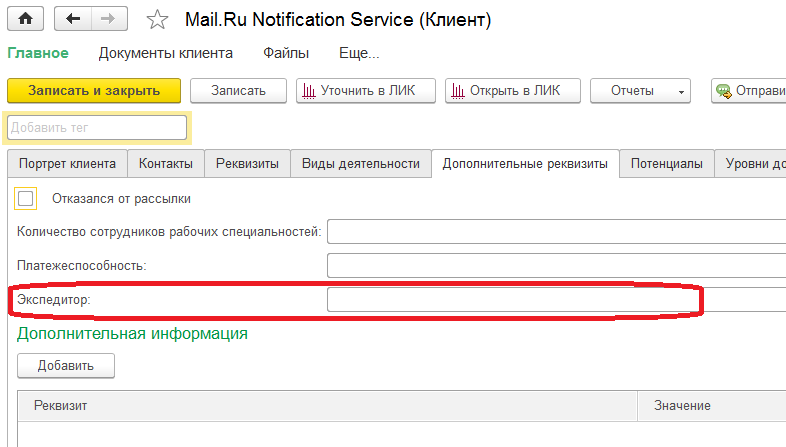 Mail.Ru Notification Service (Клиент)
Главное Документы клиента Файлы Еще...
Записать и закрыть Записать Уточнить в ЛИК Открыть в ЛИК Отчеты Отправи
Добавить тег
Портрет клиента Контакты Реквизиты Виды деятельности Дополнительные реквизиты Потенциалы Уровни до
Отказался от рассылки
Количество сотрудников рабочих специальностей:
Платежеспособность:
Экспедитор:
Дополнительная информация
Добавить
Реквизит Значение